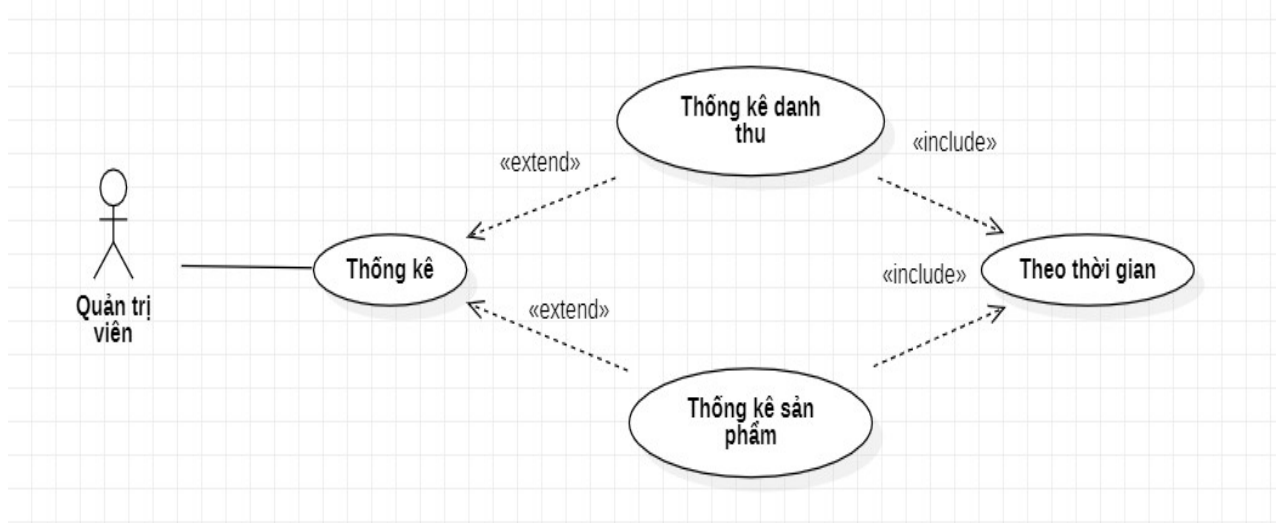 Thống kê danh
thu
«extend»
«include»
Thống kê
Theo thời gian
«include»
Quản trị
viên
«extend»
Thống kê sản
phẩm